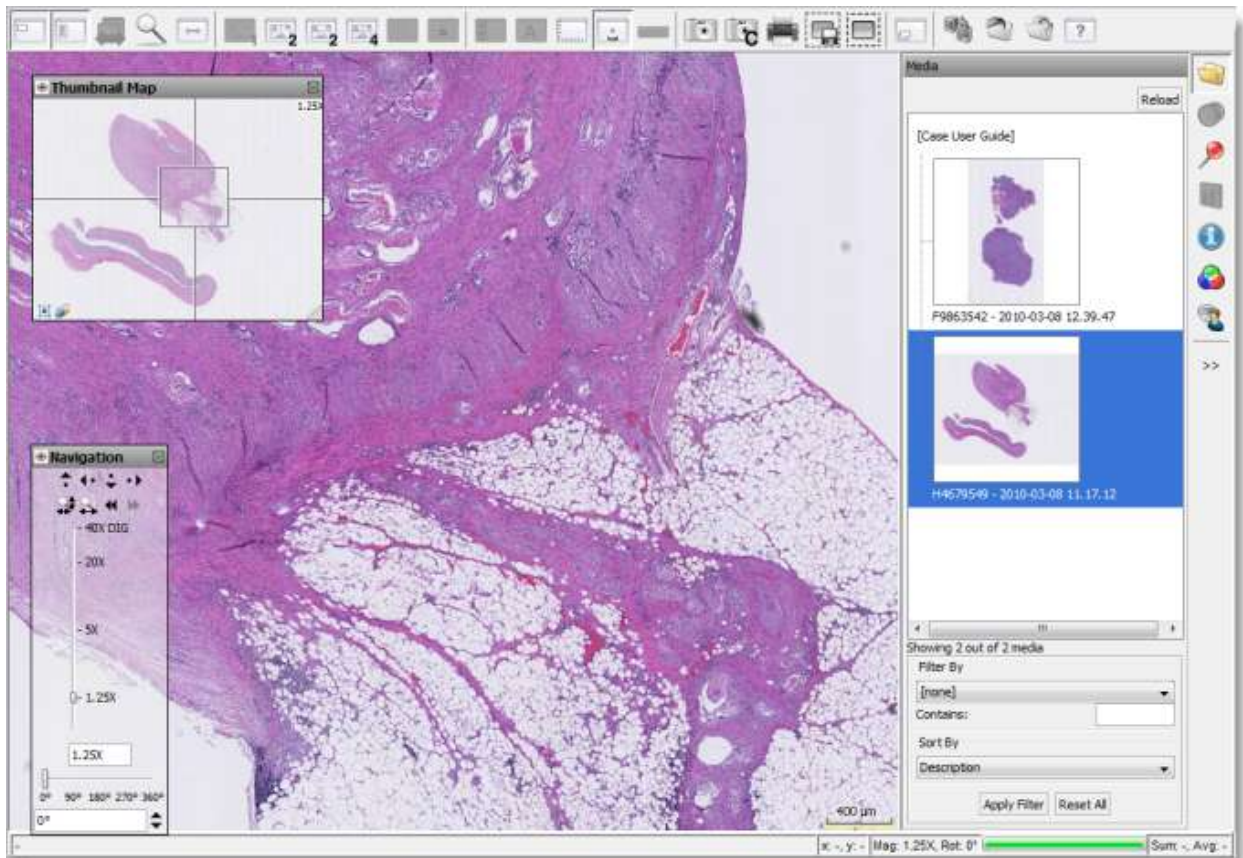 2
2
4
A
C
?
Thumbnail Map
1.25X
Navigation
40X DIG
20X
5X
1.25X
1.25X
0° 90° 180° 270° 360°
0°
400 µm
Media
Reload
[Case User Guide]
F9863542 - 2010-03-08 12.39.47
H4679549 - 2010-03-08 11.17.12
>>
Showing 2 out of 2 media
Filter By
[none]
Contains:
Sort By
Description
Apply Filter
Reset All
-
x: -, y: -
Mag: 1.25X, Rot: 0°
Sum: -, Avg: -